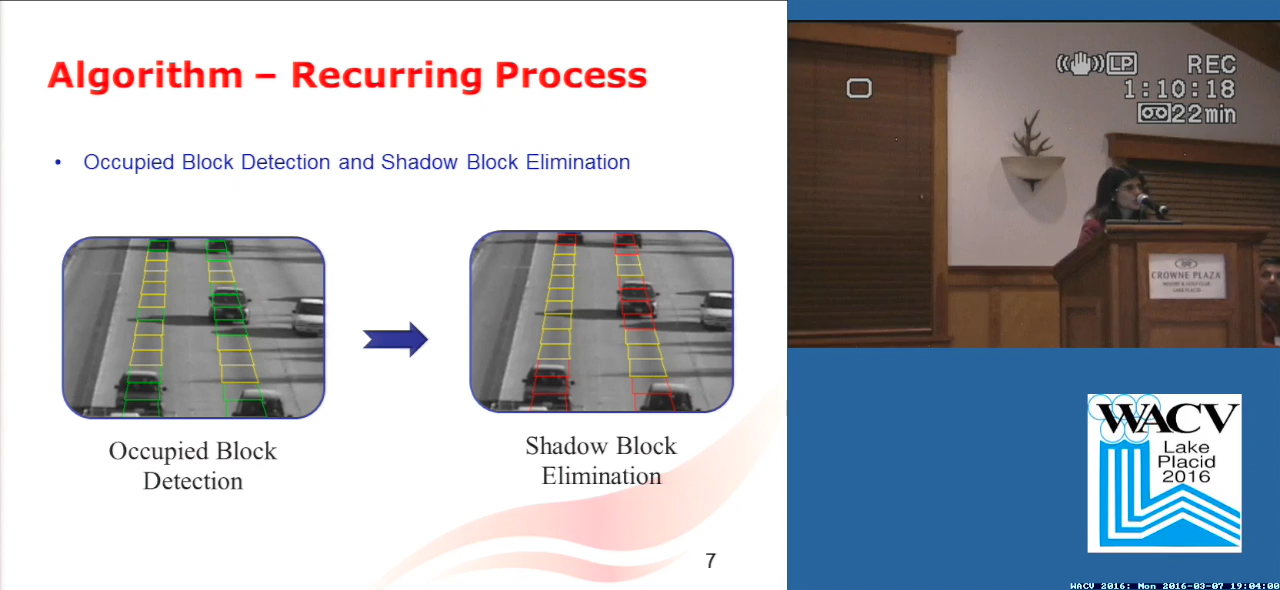 Algorithm – Recurring Process
• Occupied Block Detection and Shadow Block Elimination
Occupied Block
Detection
Shadow Block
Elimination
7
LP REC
1:10:18
22min
CROWNE PLAZA
LAKE PLACID
WACV
Lake
Placid
2016
WACV 2016: Mon 2016-03-07 19:04:00